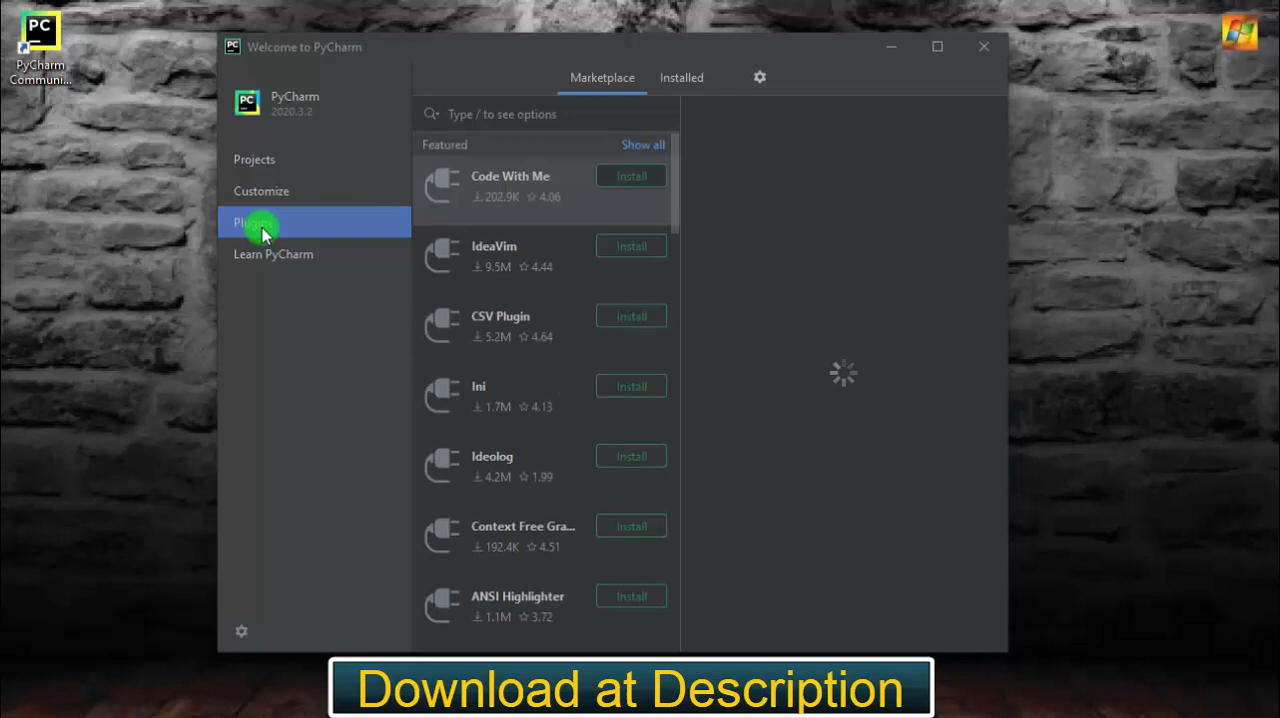 PC
PyCharm
Communi...
PC Welcome to PyCharm
PC
PyCharm
2020.3.2
Projects
Customize
Plugins
Learn PyCharm
Marketplace Installed
Type / to see options
Featured Show all
Code With Me Install
202.9K 4.06
IdeaVim Install
9.5M 4.44
CSV Plugin Install
5.2M 4.64
Ini Install
1.7M 4.13
Ideolog Install
4.2M 1.99
Context Free Gra... Install
192.4K 4.51
ANSI Highlighter Install
1.1M 3.72
Download at Description